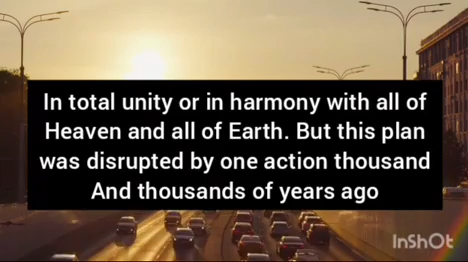 In total unity or in harmony with all of
Heaven and all of Earth. But this plan
was disrupted by one action thousand
And thousands of years ago
InShOt